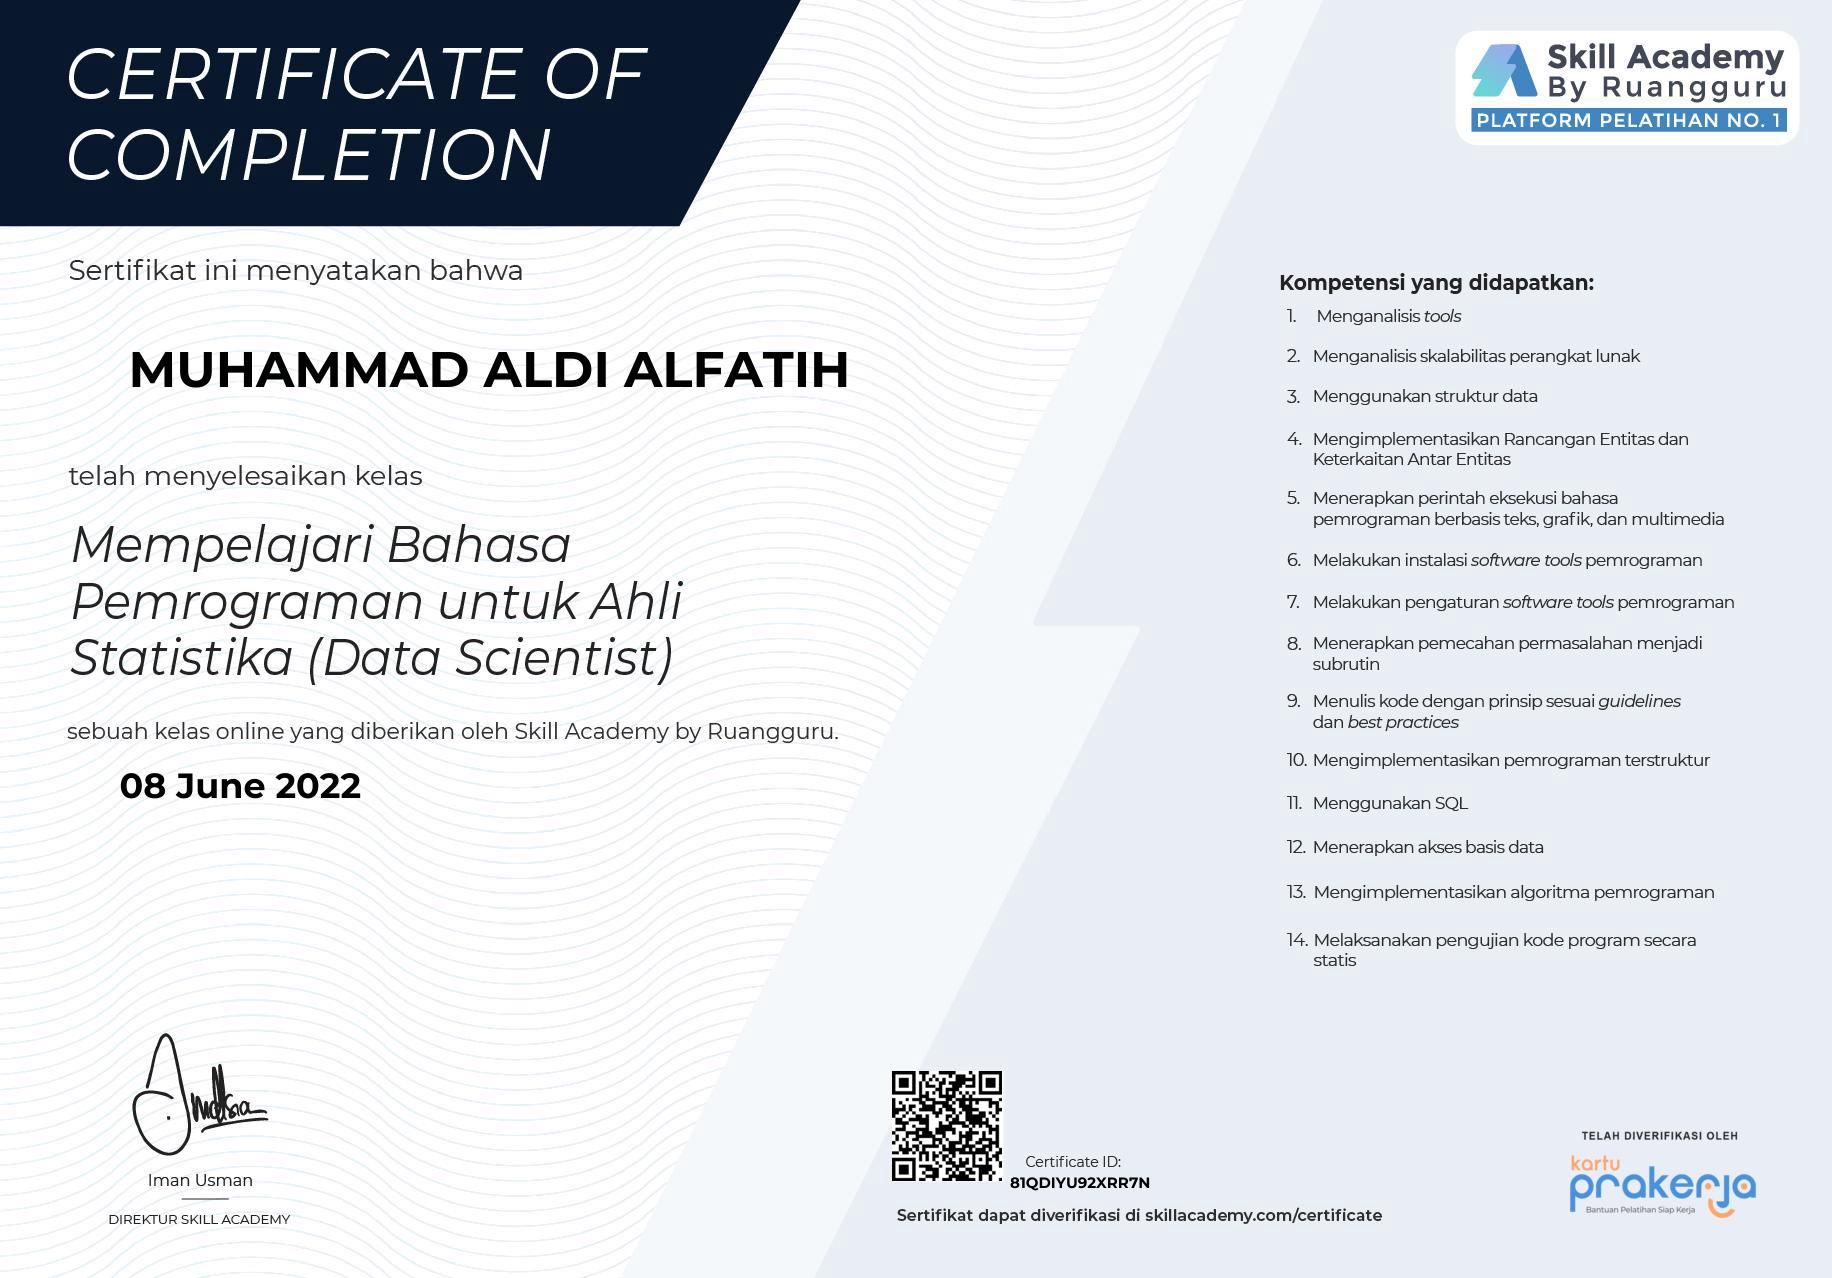 CERTIFICATE OF
COMPLETION
Skill Academy
By Ruangguru
PLATFORM PELATIHAN NO. 1
Sertifikat ini menyatakan bahwa
MUHAMMAD ALDI ALFATIH
telah menyelesaikan kelas
Mempelajari Bahasa
Pemrograman untuk Ahli
Statistika (Data Scientist)
sebuah kelas online yang diberikan oleh Skill Academy by Ruangguru.
08 June 2022
Iman Usman
DIREKTUR SKILL ACADEMY
Kompetensi yang didapatkan:
1. Menganalisis tools
2. Menganalisis skalabilitas perangkat lunak
3. Menggunakan struktur data
4. Mengimplementasikan Rancangan Entitas dan
Keterkaitan Antar Entitas
5. Menerapkan perintah eksekusi bahasa
pemrograman berbasis teks, grafik, dan multimedia
6. Melakukan instalasi software tools pemrograman
7. Melakukan pengaturan software tools pemrograman
8. Menerapkan pemecahan permasalahan menjadi
subrutin
9. Menulis kode dengan prinsip sesuai guidelines
dan best practices
10. Mengimplementasikan pemrograman terstruktur
11. Menggunakan SQL
12. Menerapkan akses basis data
13. Mengimplementasikan algoritma pemrograman
14. Melaksanakan pengujian kode program secara
statis
Certificate ID:
81QDIYU92XRR7N
Sertifikat dapat diverifikasi di skillacademy.com/certificate
TELAH DIVERIFIKASI OLEH
kartu
prakerja
Bantuan Pelatihan Siap Kerja